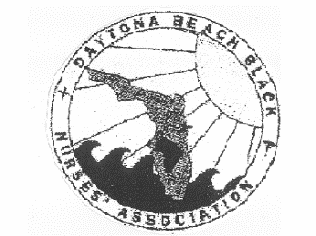 DAYTONA BEACH BLACK
NURSES' ASSOCIATION